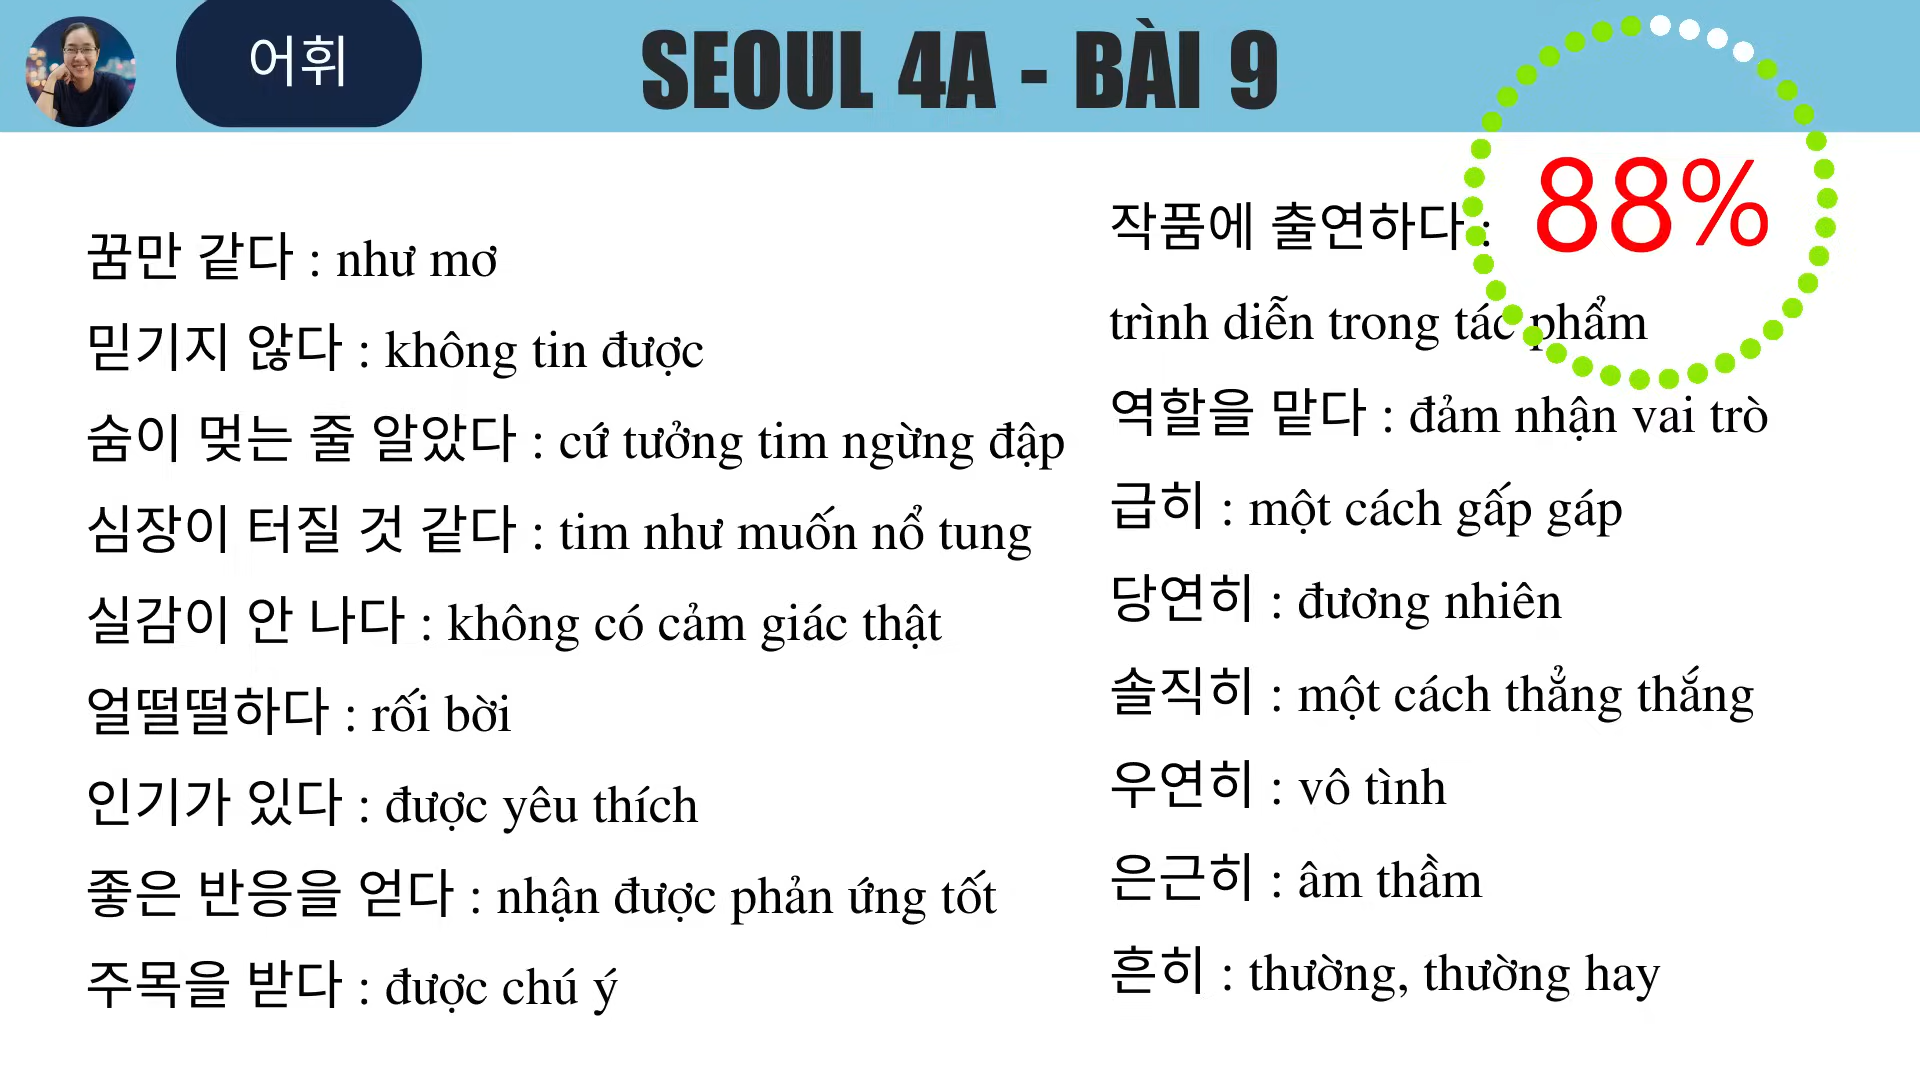 어휘
SEOUL 4A - BÀI 9
88%
꿈만 같다 : như mơ
믿기지 않다 : không tin được
숨이 멎는 줄 알았다 : cứ tưởng tim ngừng đập
심장이 터질 것 같다 : tim như muốn nổ tung
실감이 안 나다 : không có cảm giác thật
얼떨떨하다 : rối bời
인기가 있다 : được yêu thích
좋은 반응을 얻다 : nhận được phản ứng tốt
주목을 받다 : được chú ý
작품에 출연하다 :
trình diễn trong tác phẩm
역할을 맡다 : đảm nhận vai trò
급히 : một cách gấp gáp
당연히 : đương nhiên
솔직히 : một cách thẳng thắng
우연히 : vô tình
은근히 : âm thầm
흔히 : thường, thường hay